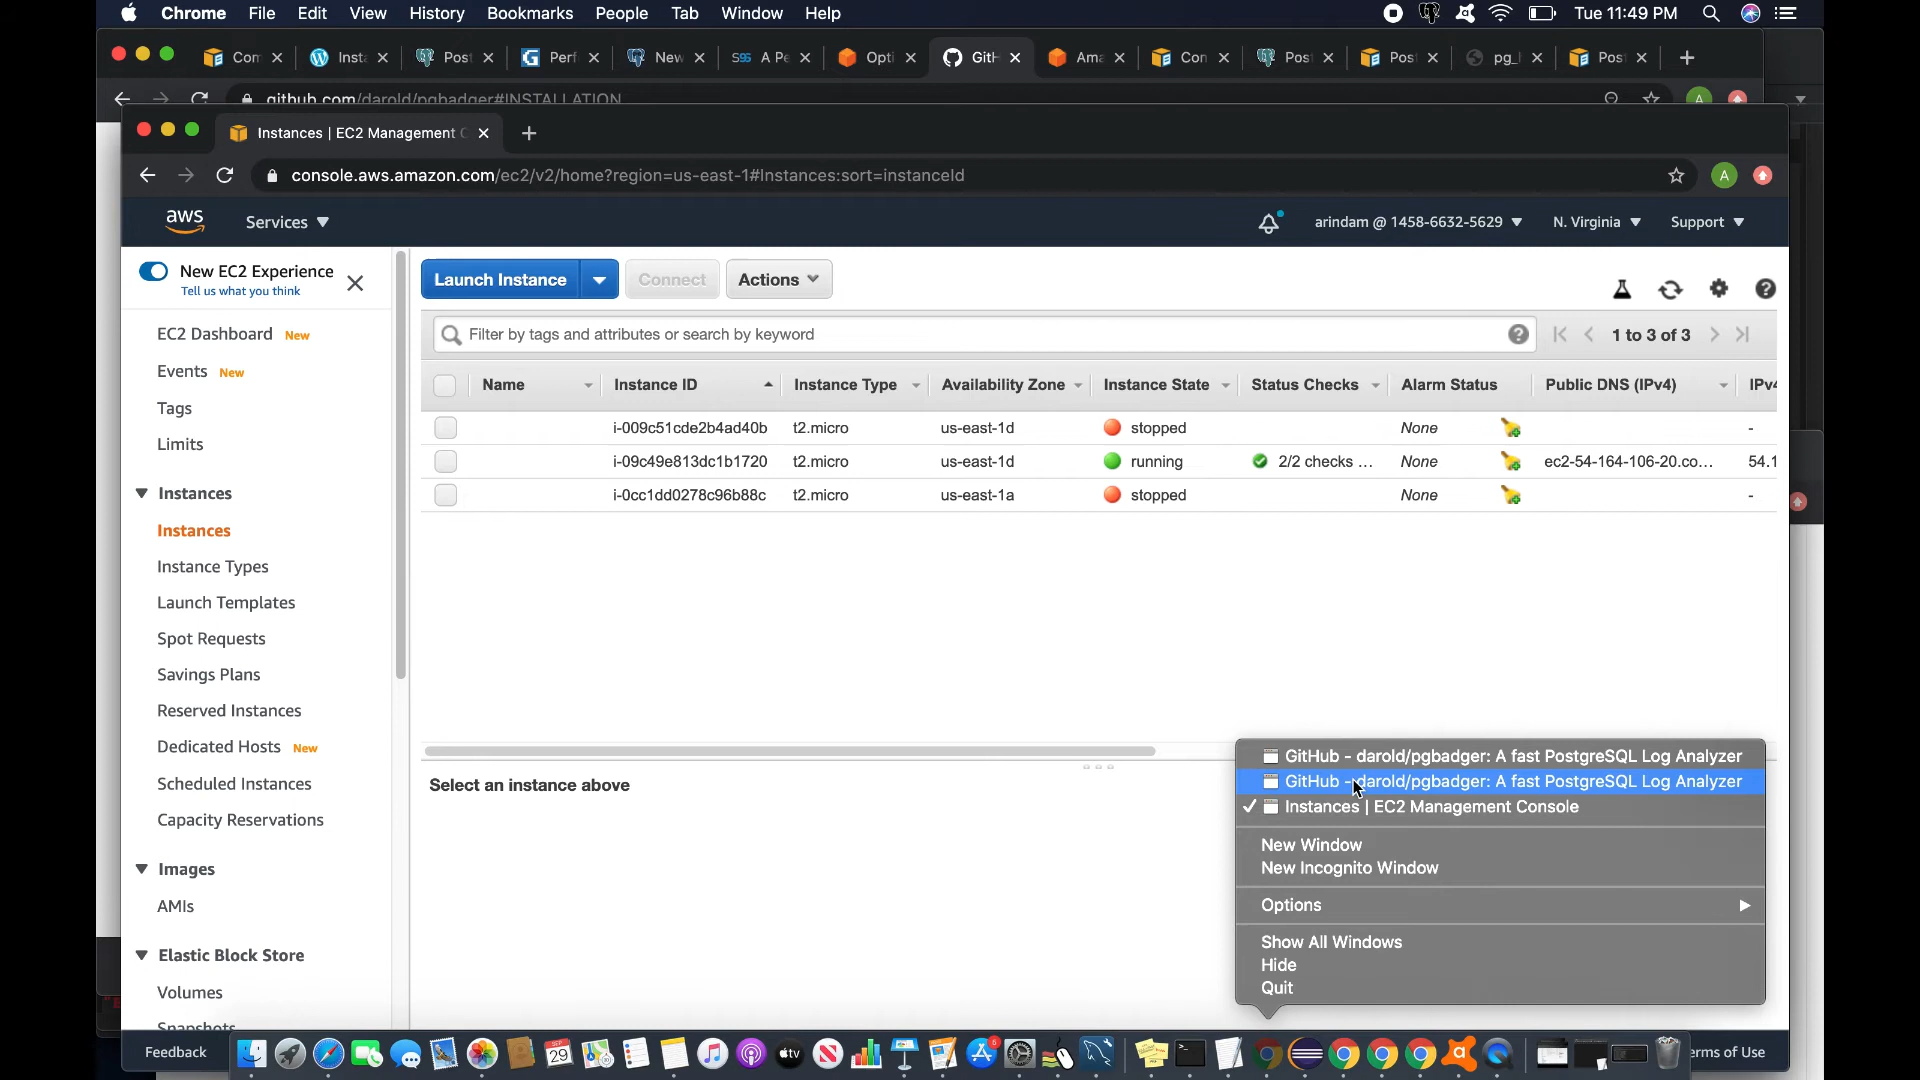 Chrome File Edit View History Bookmarks People Tab Window Help Tue 11:49 PM
Com Insta Post Perf New S95 A Pe Opti GitH Ama Con Post Post pg_ Post
github.com/darold/pgbadger#INSTALLATION A
Instances | EC2 Management C
console.aws.amazon.com/ec2/v2/home?region=us-east-1#Instances:sort=instanceId A
aws Services arindam @ 1458-6632-5629 N. Virginia Support
New EC2 Experience
Tell us what you think
Launch Instance Connect Actions
Filter by tags and attributes or search by keyword 1 to 3 of 3
EC2 Dashboard New
Events New
Tags
Limits
Instances
Instances
Instance Types
Launch Templates
Spot Requests
Savings Plans
Reserved Instances
Dedicated Hosts New
Scheduled Instances
Capacity Reservations
Images
AMIs
Elastic Block Store
Volumes
Snapshots
Name Instance ID Instance Type Availability Zone Instance State Status Checks Alarm Status Public DNS (IPv4) IPv4
i-009c51cde2b4ad40b t2.micro us-east-1d stopped None -
i-09c49e813dc1b1720 t2.micro us-east-1d running 2/2 checks ... None ec2-54-164-106-20.co... 54.1
i-0cc1dd0278c96b88c t2.micro us-east-1a stopped None -
Select an instance above
GitHub - darold/pgbadger: A fast PostgreSQL Log Analyzer
GitHub - darold/pgbadger: A fast PostgreSQL Log Analyzer
Instances | EC2 Management Console
New Window
New Incognito Window
Options
Show All Windows
Hide
Quit
Feedback SEP 29 tv 6 erms of Use